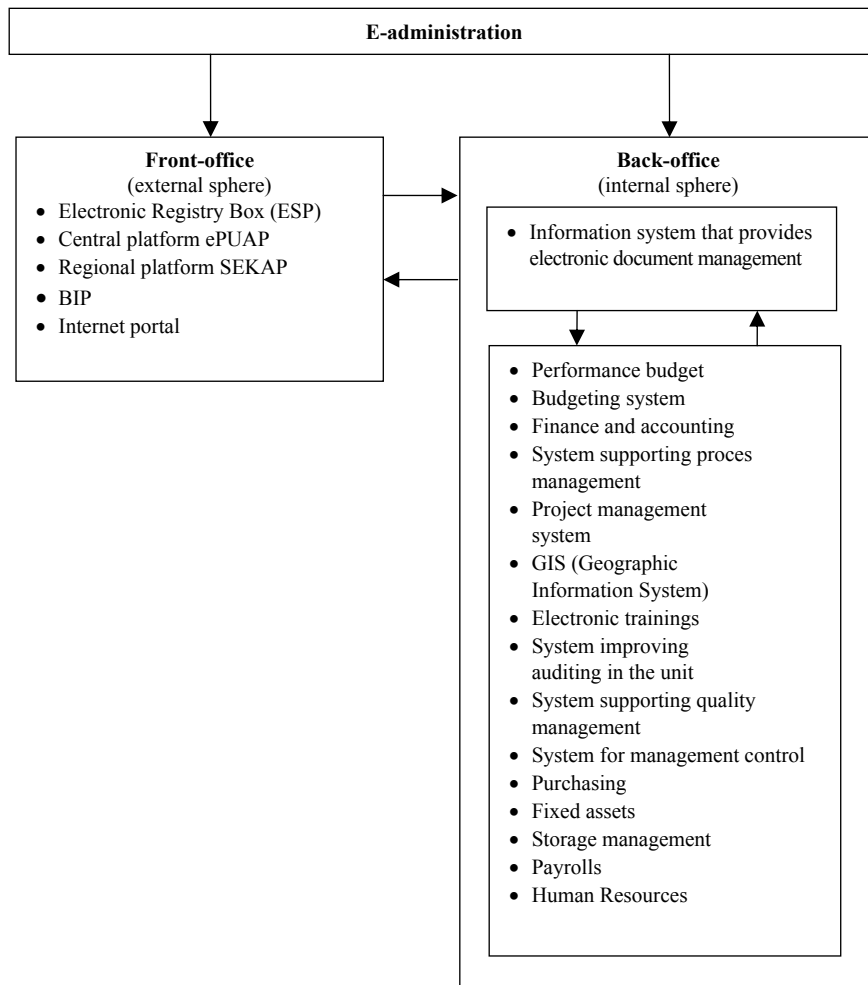 E-administration
Front-office
(external sphere)
• Electronic Registry Box (ESP)
• Central platform ePUAP
• Regional platform SEKAP
• BIP
• Internet portal
Back-office
(internal sphere)
• Information system that provides
electronic document management
• Performance budget
• Budgeting system
• Finance and accounting
• System supporting proces
management
• Project management
system
• GIS (Geographic
Information System)
• Electronic trainings
• System improving
auditing in the unit
• System supporting quality
management
• System for management control
• Purchasing
• Fixed assets
• Storage management
• Payrolls
• Human Resources